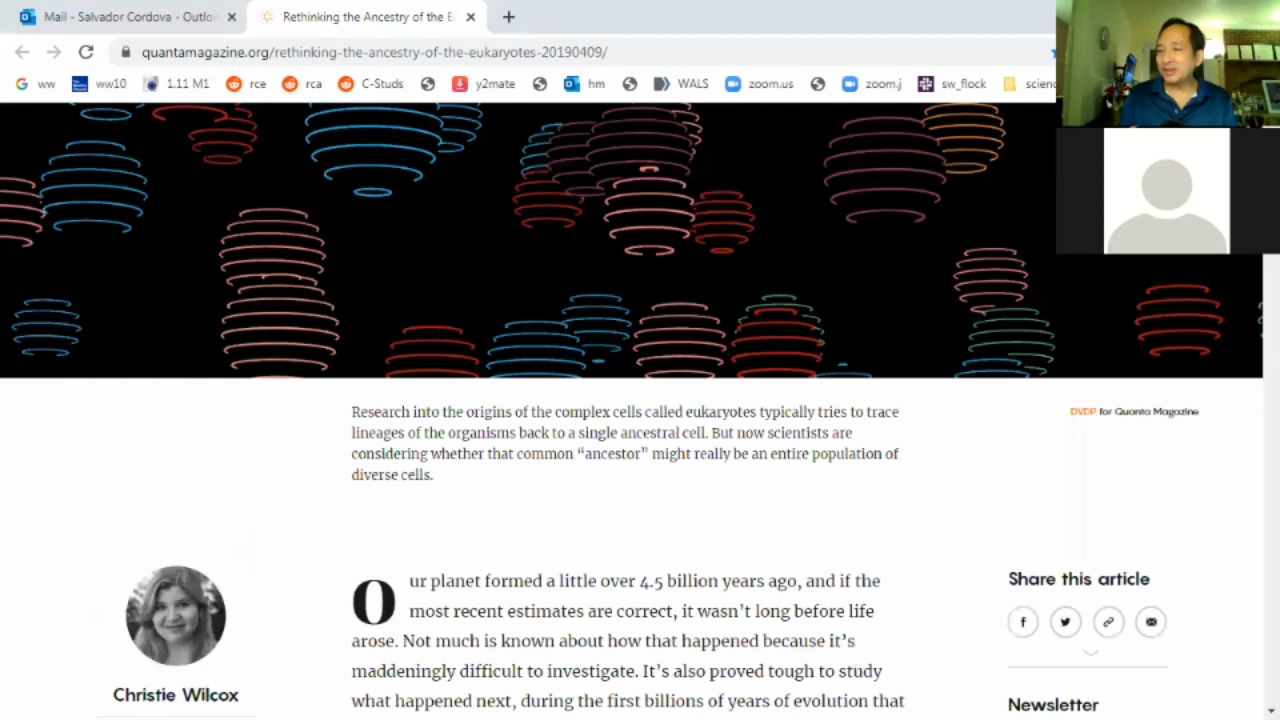 Mail - Salvador Cordova - Outlo
Rethinking the Ancestry of the E
quantamagazine.org/rethinking-the-ancestry-of-the-eukaryotes-20190409/
ww
ww10
1.11 M1
rce
rca
C-Studs
y2mate
hm
WALS
zoom.us
zoom.j
sw_flock
scienc
Research into the origins of the complex cells called eukaryotes typically tries to trace
lineages of the organisms back to a single ancestral cell. But now scientists are
considering whether that common “ancestor” might really be an entire population of
diverse cells.
DVDP for Quanta Magazine
Our planet formed a little over 4.5 billion years ago, and if the
most recent estimates are correct, it wasn’t long before life
arose. Not much is known about how that happened because it’s
maddeningly difficult to investigate. It’s also proved tough to study
what happened next, during the first billions of years of evolution that
Christie Wilcox
Share this article
Newsletter